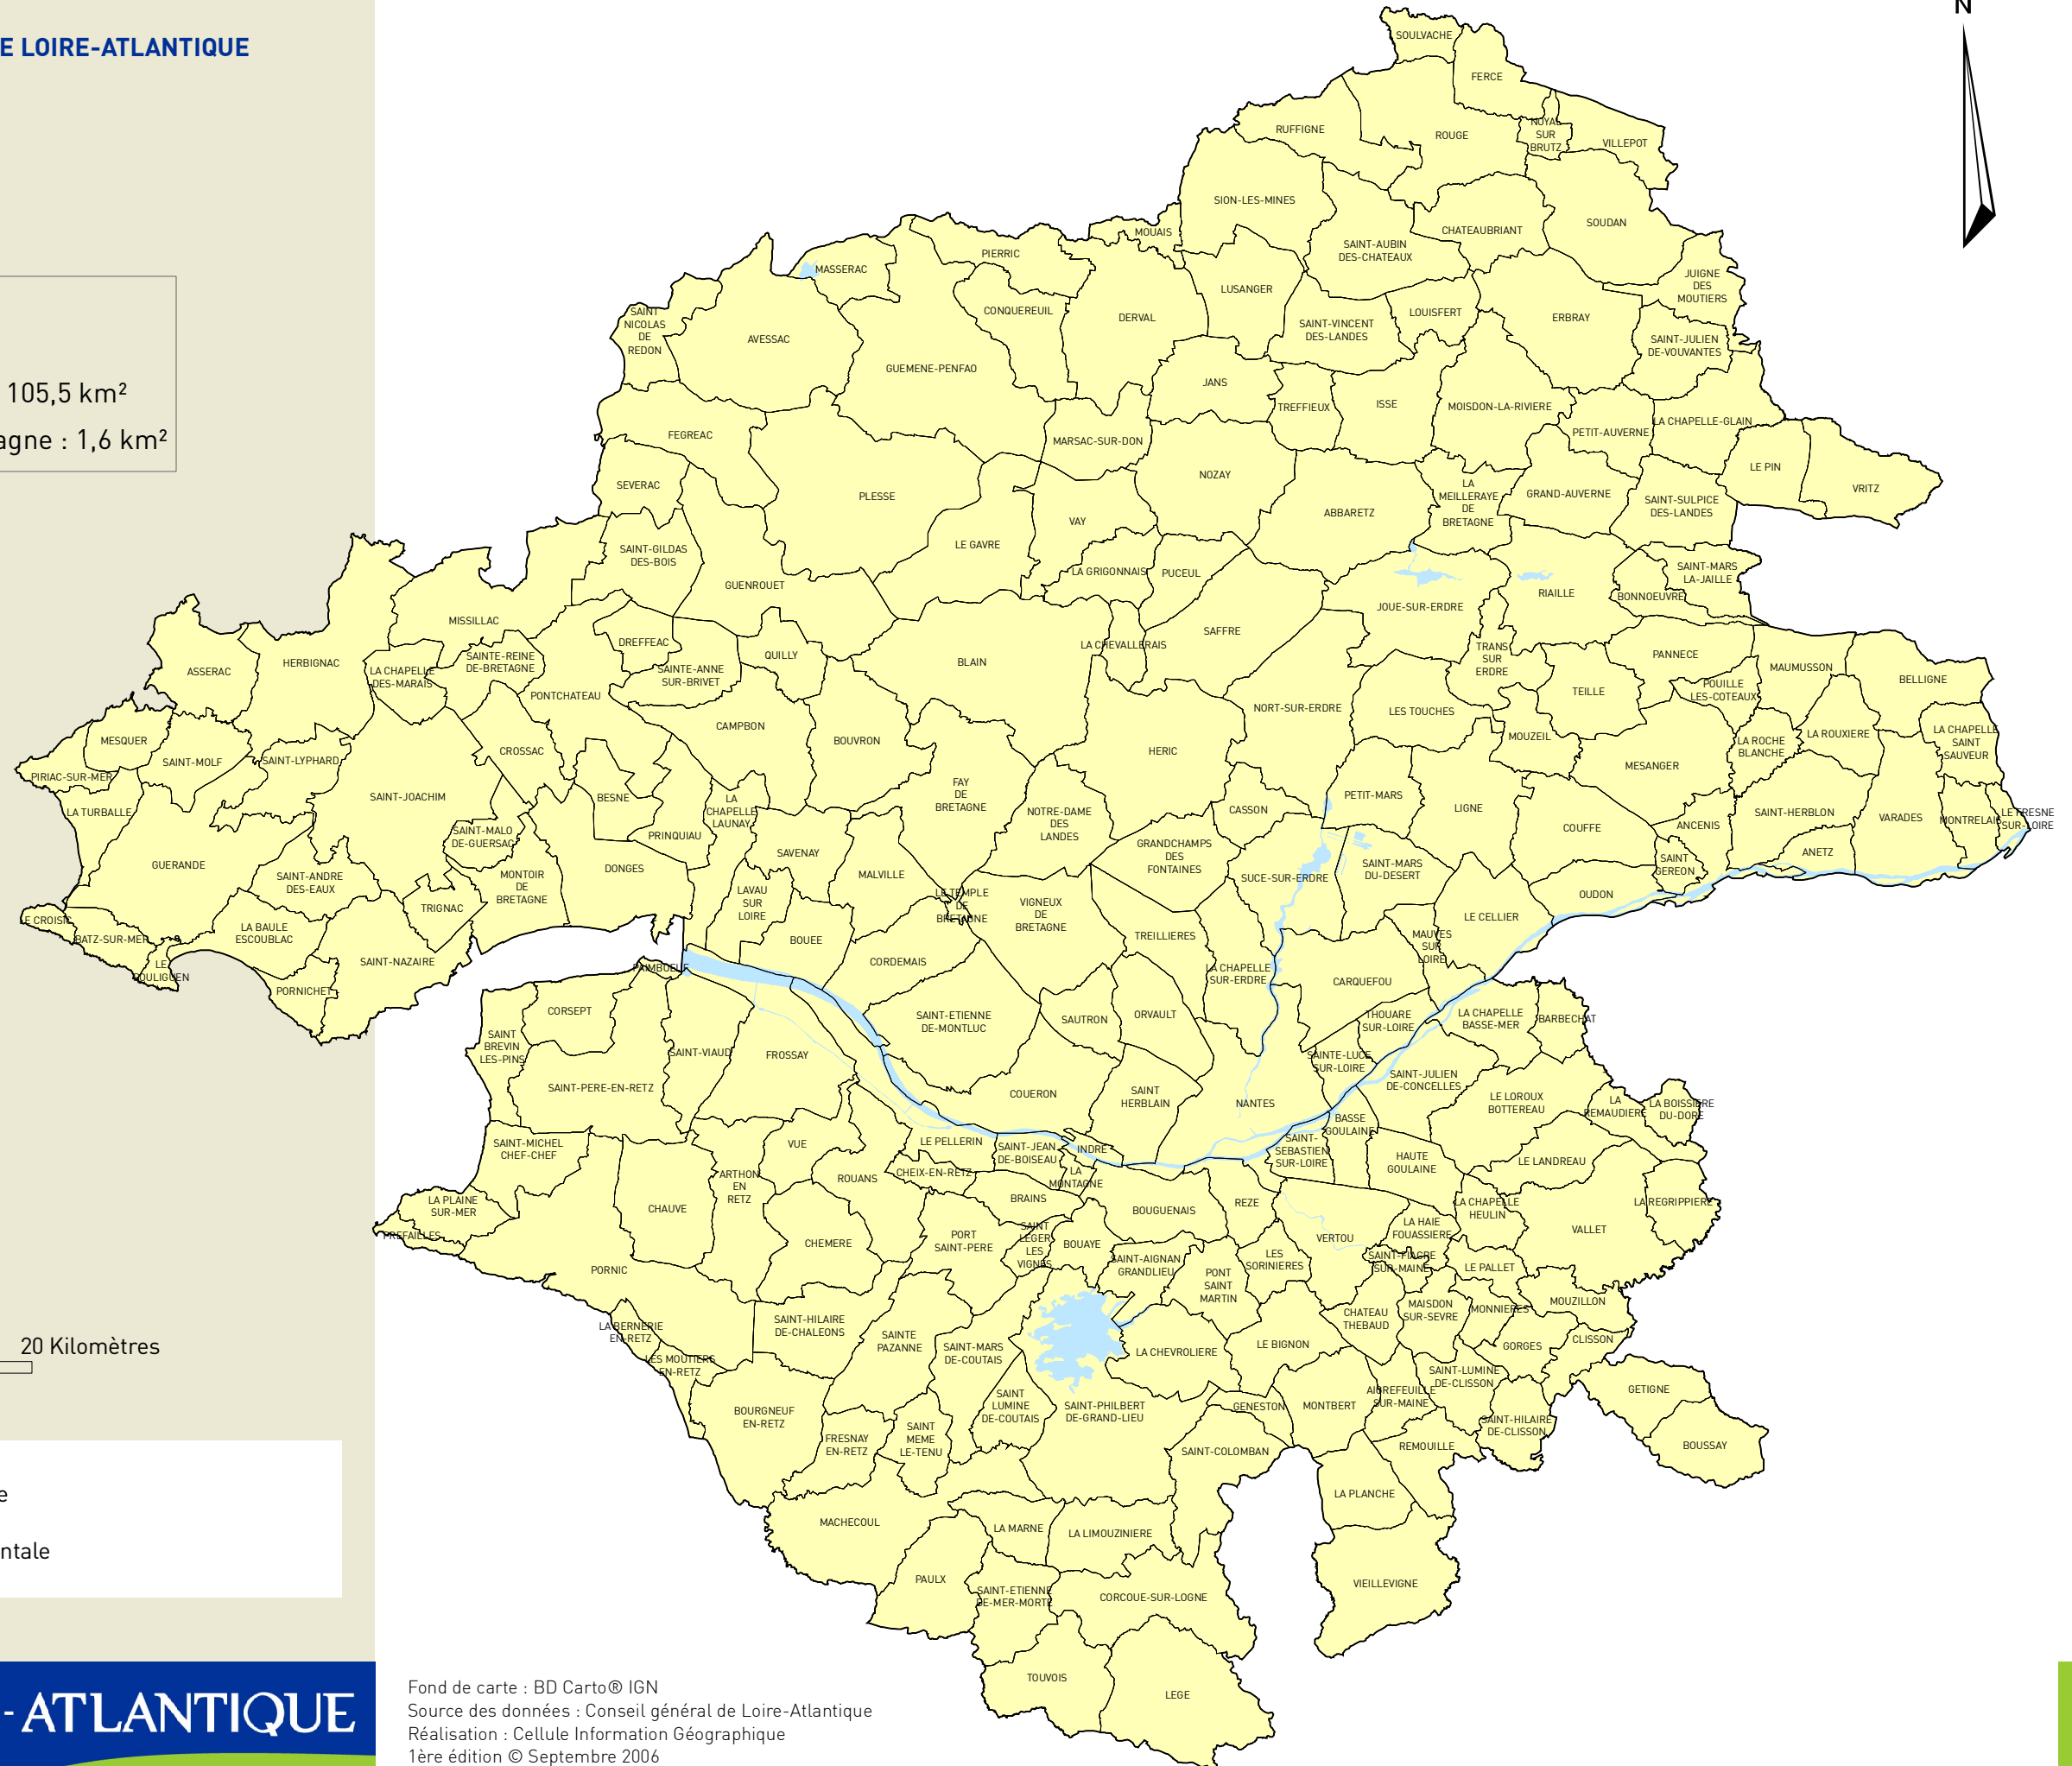 E LOIRE-ATLANTIQUE
N
105,5 km²
agne : 1,6 km²
20 Kilomètres
e
ntale
- ATLANTIQUE
SOULVACHE
FERCE
RUFFIGNE
ROUGE
NOYAL
SUR
BRUTZ
VILLEPOT
SION-LES-MINES
MOUAIS
CHATEAUBRIANT
SOUDAN
SAINT-AUBIN
DES-CHATEAUX
PIERRIC
MASSERAC
LUSANGER
JUIGNE
DES
MOUTIERS
SAINT
NICOLAS
DE
REDON
AVESSAC
CONQUEREUIL
DERVAL
SAINT-VINCENT
DES-LANDES
LOUISFERT
ERBRAY
SAINT-JULIEN
DE-VOUVANTES
GUEMENE-PENFAO
JANS
TREFFIEUX
ISSE
MOISDON-LA-RIVIERE
PETIT-AUVERNE
LA CHAPELLE-GLAIN
FEGREAC
MARSAC-SUR-DON
LE PIN
VRITZ
SEVERAC
PLESSE
NOZAY
ABBARETZ
LA
MEILLERAYE
DE
BRETAGNE
GRAND-AUVERNE
SAINT-SULPICE
DES-LANDES
VAY
LE GAVRE
SAINT-GILDAS
DES-BOIS
GUENROUET
LA GRIGONNAIS
PUCEUL
JOUE-SUR-ERDRE
RIAILLE
BONNOEUVRE
SAINT-MARS
LA-JAILLE
MISSILLAC
DREFFEAC
QUILLY
BLAIN
LA CHEVALLERAIS
SAFFRE
TRANS
SUR
ERDRE
PANNECE
MAUMUSSON
BELLIGNE
ASSERAC
HERBIGNAC
LA CHAPELLE
DES-MARAIS
SAINTE-REINE
DE-BRETAGNE
PONTCHATEAU
SAINTE-ANNE
SUR-BRIVET
TEILLE
POUILLE
LES-COTEAUX
NORT-SUR-ERDRE
LES TOUCHES
MESQUER
SAINT-MOLF
SAINT-LYPHARD
CROSSAC
CAMPBON
BOUVRON
HERIC
MOUZEIL
MESANGER
LA ROCHE
BLANCHE
LA ROUXIERE
LA CHAPELLE
SAINT
SAUVEUR
PIRIAC-SUR-MER
LA TURBALLE
SAINT-JOACHIM
BESNE
PRINQUIAU
LA
CHAPELLE
LAUNAY
FAY
DE
BRETAGNE
NOTRE-DAME
DES
LANDES
CASSON
PETIT-MARS
LIGNE
COUFFE
ANCENIS
SAINT-HERBLON
VARADES
MONTRELAIS
LE FRESNE
SUR-LOIRE
GUERANDE
SAINT-MALO
DE-GUERSAC
SAINT-ANDRE
DES-EAUX
MONTOIR
DE
BRETAGNE
DONGES
SAVENAY
MALVILLE
GRANDCHAMPS
DES
FONTAINES
SUCE-SUR-ERDRE
SAINT-MARS
DU-DESERT
SAINT
GEREON
ANETZ
OUDON
LE CROISIC
BATZ-SUR-MER
LE
POULIGUEN
LA BAULE
ESCOUBLAC
TRIGNAC
SAINT-NAZAIRE
PORNICHET
LAVAU
SUR
LOIRE
BOUEE
LE TEMPLE
DE
BRETAGNE
VIGNEUX
DE
BRETAGNE
TREILLIERES
LE CELLIER
MAUVES
SUR
LOIRE
PAIMBOEUF
CORDEMAIS
LA CHAPELLE
SUR-ERDRE
CARQUEFOU
CORSEPT
SAINT
BREVIN
LES-PINS
SAINT-VIAUD
FROSSAY
SAINT-ETIENNE
DE-MONTLUC
SAUTRON
ORVAULT
THOUARE
SUR-LOIRE
LA CHAPELLE
BASSE-MER
BARBECHAT
SAINT-PERE-EN-RETZ
COUERON
SAINT
HERBLAIN
NANTES
SAINTE-LUCE
SUR-LOIRE
SAINT-JULIEN
DE-CONCELLES
LE LOROUX
BOTTEREAU
LA
REMAUDIERE
LA BOISSIERE
DU-DORE
SAINT-MICHEL
CHEF-CHEF
VUE
LE PELLERIN
SAINT-JEAN
DE-BOISEAU
INDRE
BASSE
GOULAINE
SAINT-
SEBASTIEN
SUR-LOIRE
HAUTE
GOULAINE
LE LANDREAU
ARTHON
EN
RETZ
ROUANS
CHEIX-EN-RETZ
LA
MONTAGNE
BRAINS
LA PLAINE
SUR-MER
PREFAILLES
CHAUVE
BOUGUENAIS
REZE
LA CHAPELLE
HEULIN
LA REGRIPPIERE
VALLET
CHEMERE
PORT
SAINT-PERE
SAINT
LEGER
LES
VIGNES
BOUAYE
SAINT-AIGNAN
GRANDLIEU
LES
SORINIERES
VERTOU
LA HAIE
FOUASSIERE
SAINT-FIACRE
SUR-MAINE
LE PALLET
PORNIC
PONT
SAINT
MARTIN
CHATEAU
THEBAUD
MAISDON
SUR-SEVRE
MONNIERES
MOUZILLON
LA BERNERIE
EN-RETZ
LES MOUTIERS
EN-RETZ
SAINT-HILAIRE
DE-CHALEONS
SAINTE
PAZANNE
SAINT-MARS
DE-COUTAIS
LA CHEVROLIERE
LE BIGNON
GORGES
CLISSON
SAINT-LUMINE
DE-CLISSON
GETIGNE
BOURGNEUF
EN-RETZ
SAINT
LUMINE
DE-COUTAIS
SAINT-PHILBERT
DE-GRAND-LIEU
GENESTON
MONTBERT
AIGREFEUILLE
SUR-MAINE
SAINT-HILAIRE
DE-CLISSON
BOUSSAY
FRESNAY
EN-RETZ
SAINT
MEME
LE-TENU
SAINT-COLOMBAN
REMOUILLE
LA PLANCHE
MACHECOUL
LA MARNE
LA LIMOUZINIERE
PAULX
SAINT-ETIENNE
DE-MER-MORTE
CORCOUE-SUR-LOGNE
VIEILLEVIGNE
TOUVOIS
LEGE
Fond de carte : BD Carto® IGN
Source des données : Conseil général de Loire-Atlantique
Réalisation : Cellule Information Géographique
1ère édition © Septembre 2006